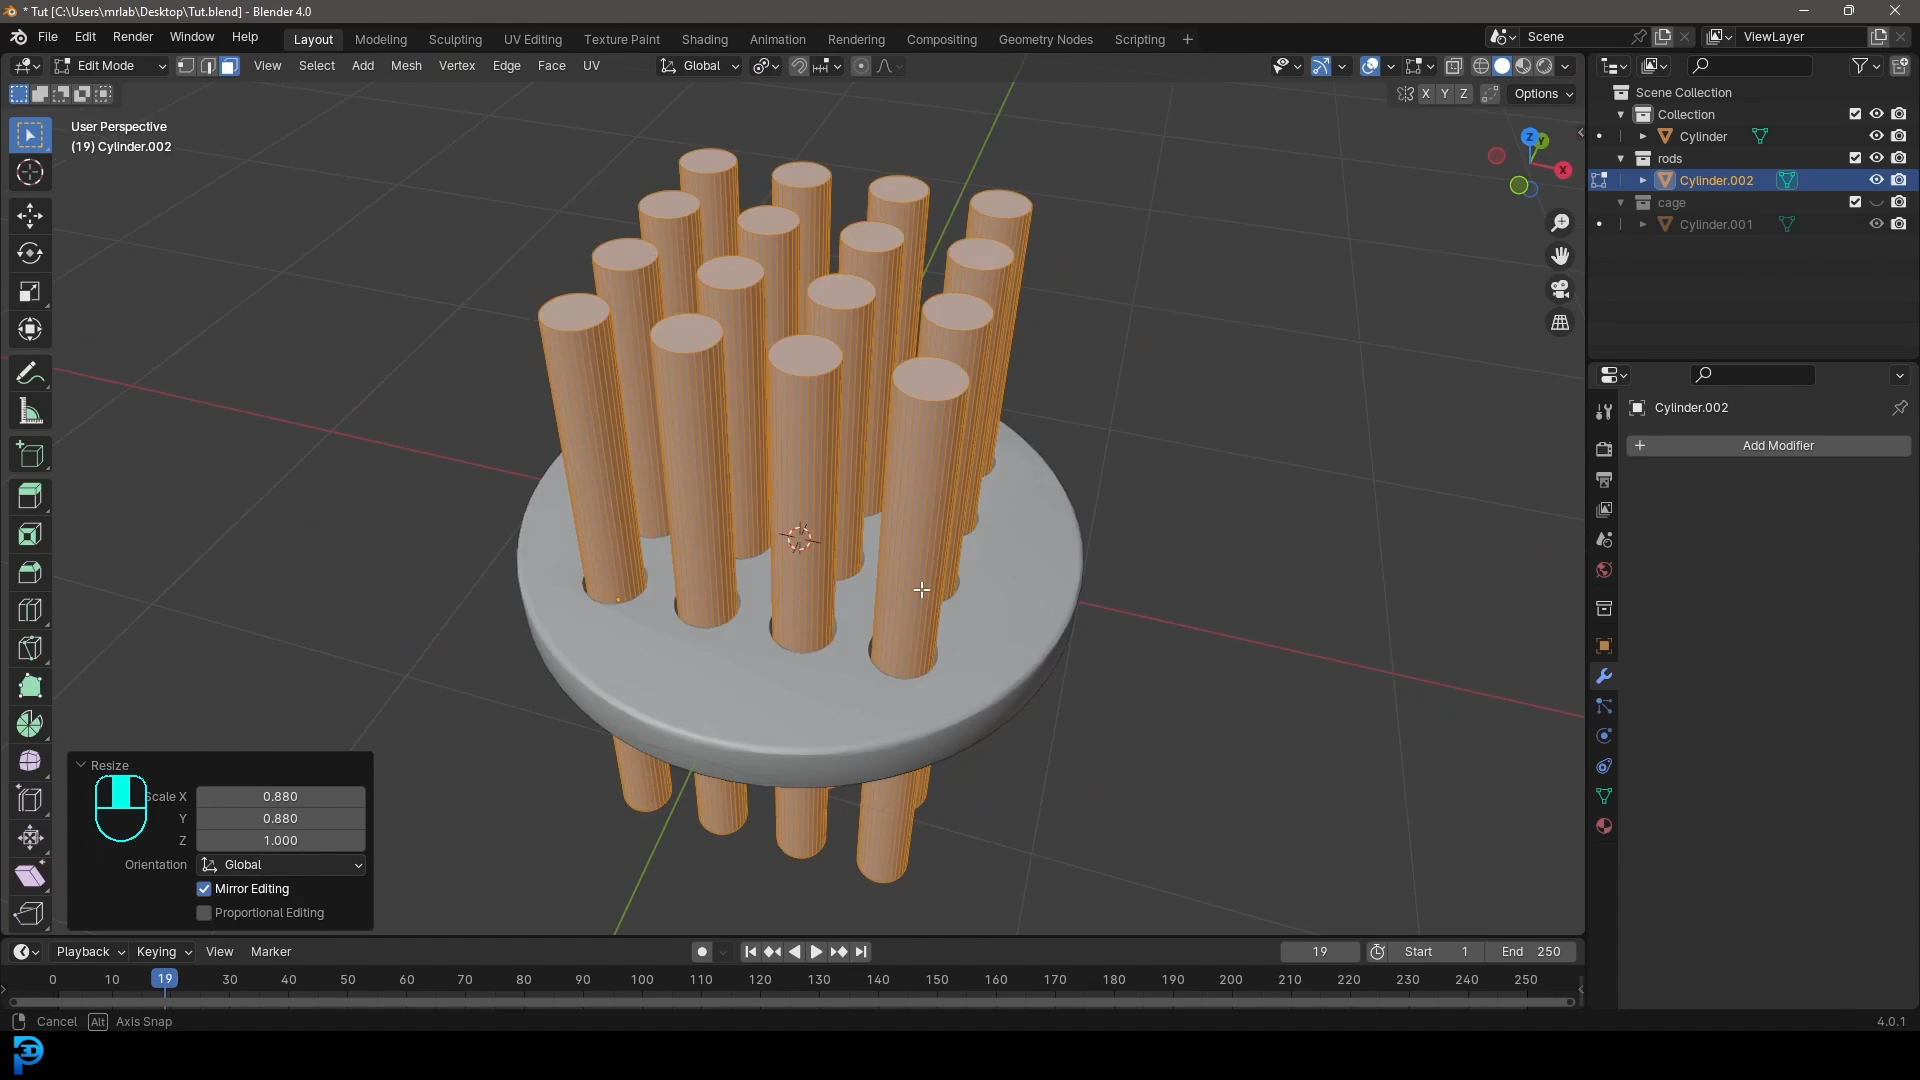 * Tut [C:\Users\mrlab\Desktop\Tut.blend] - Blender 4.0
File Edit Render Window Help Layout Modeling Sculpting UV Editing Texture Paint Shading Animation Rendering Compositing Geometry Nodes Scripting + Scene ViewLayer
Edit Mode View Select Add Mesh Vertex Edge Face UV Global
X Y Z Options
User Perspective
(19) Cylinder.002
Z Y X
Scene Collection
Collection
Cylinder
rods
Cylinder.002
cage
Cylinder.001
Cylinder.002
+ Add Modifier
Resize
Scale X 0.880
Y 0.880
Z 1.000
Orientation Global
Mirror Editing
Proportional Editing
Playback Keying View Marker 19 Start 1 End 250
0 10 19 30 40 50 60 70 80 90 100 110 120 130 140 150 160 170 180 190 200 210 220 230 240 250
Cancel Alt Axis Snap 4.0.1
P3D